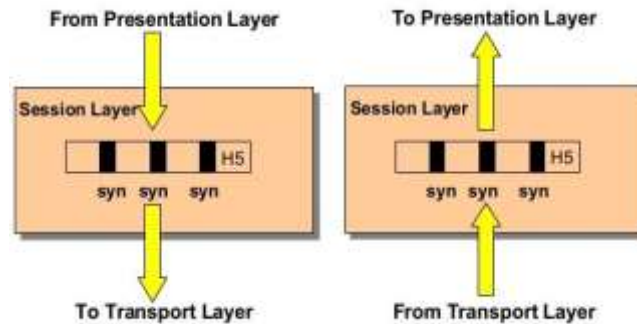 From Presentation Layer
Session Layer
H5
syn syn syn
To Transport Layer
To Presentation Layer
Session Layer
H5
syn syn syn
From Transport Layer